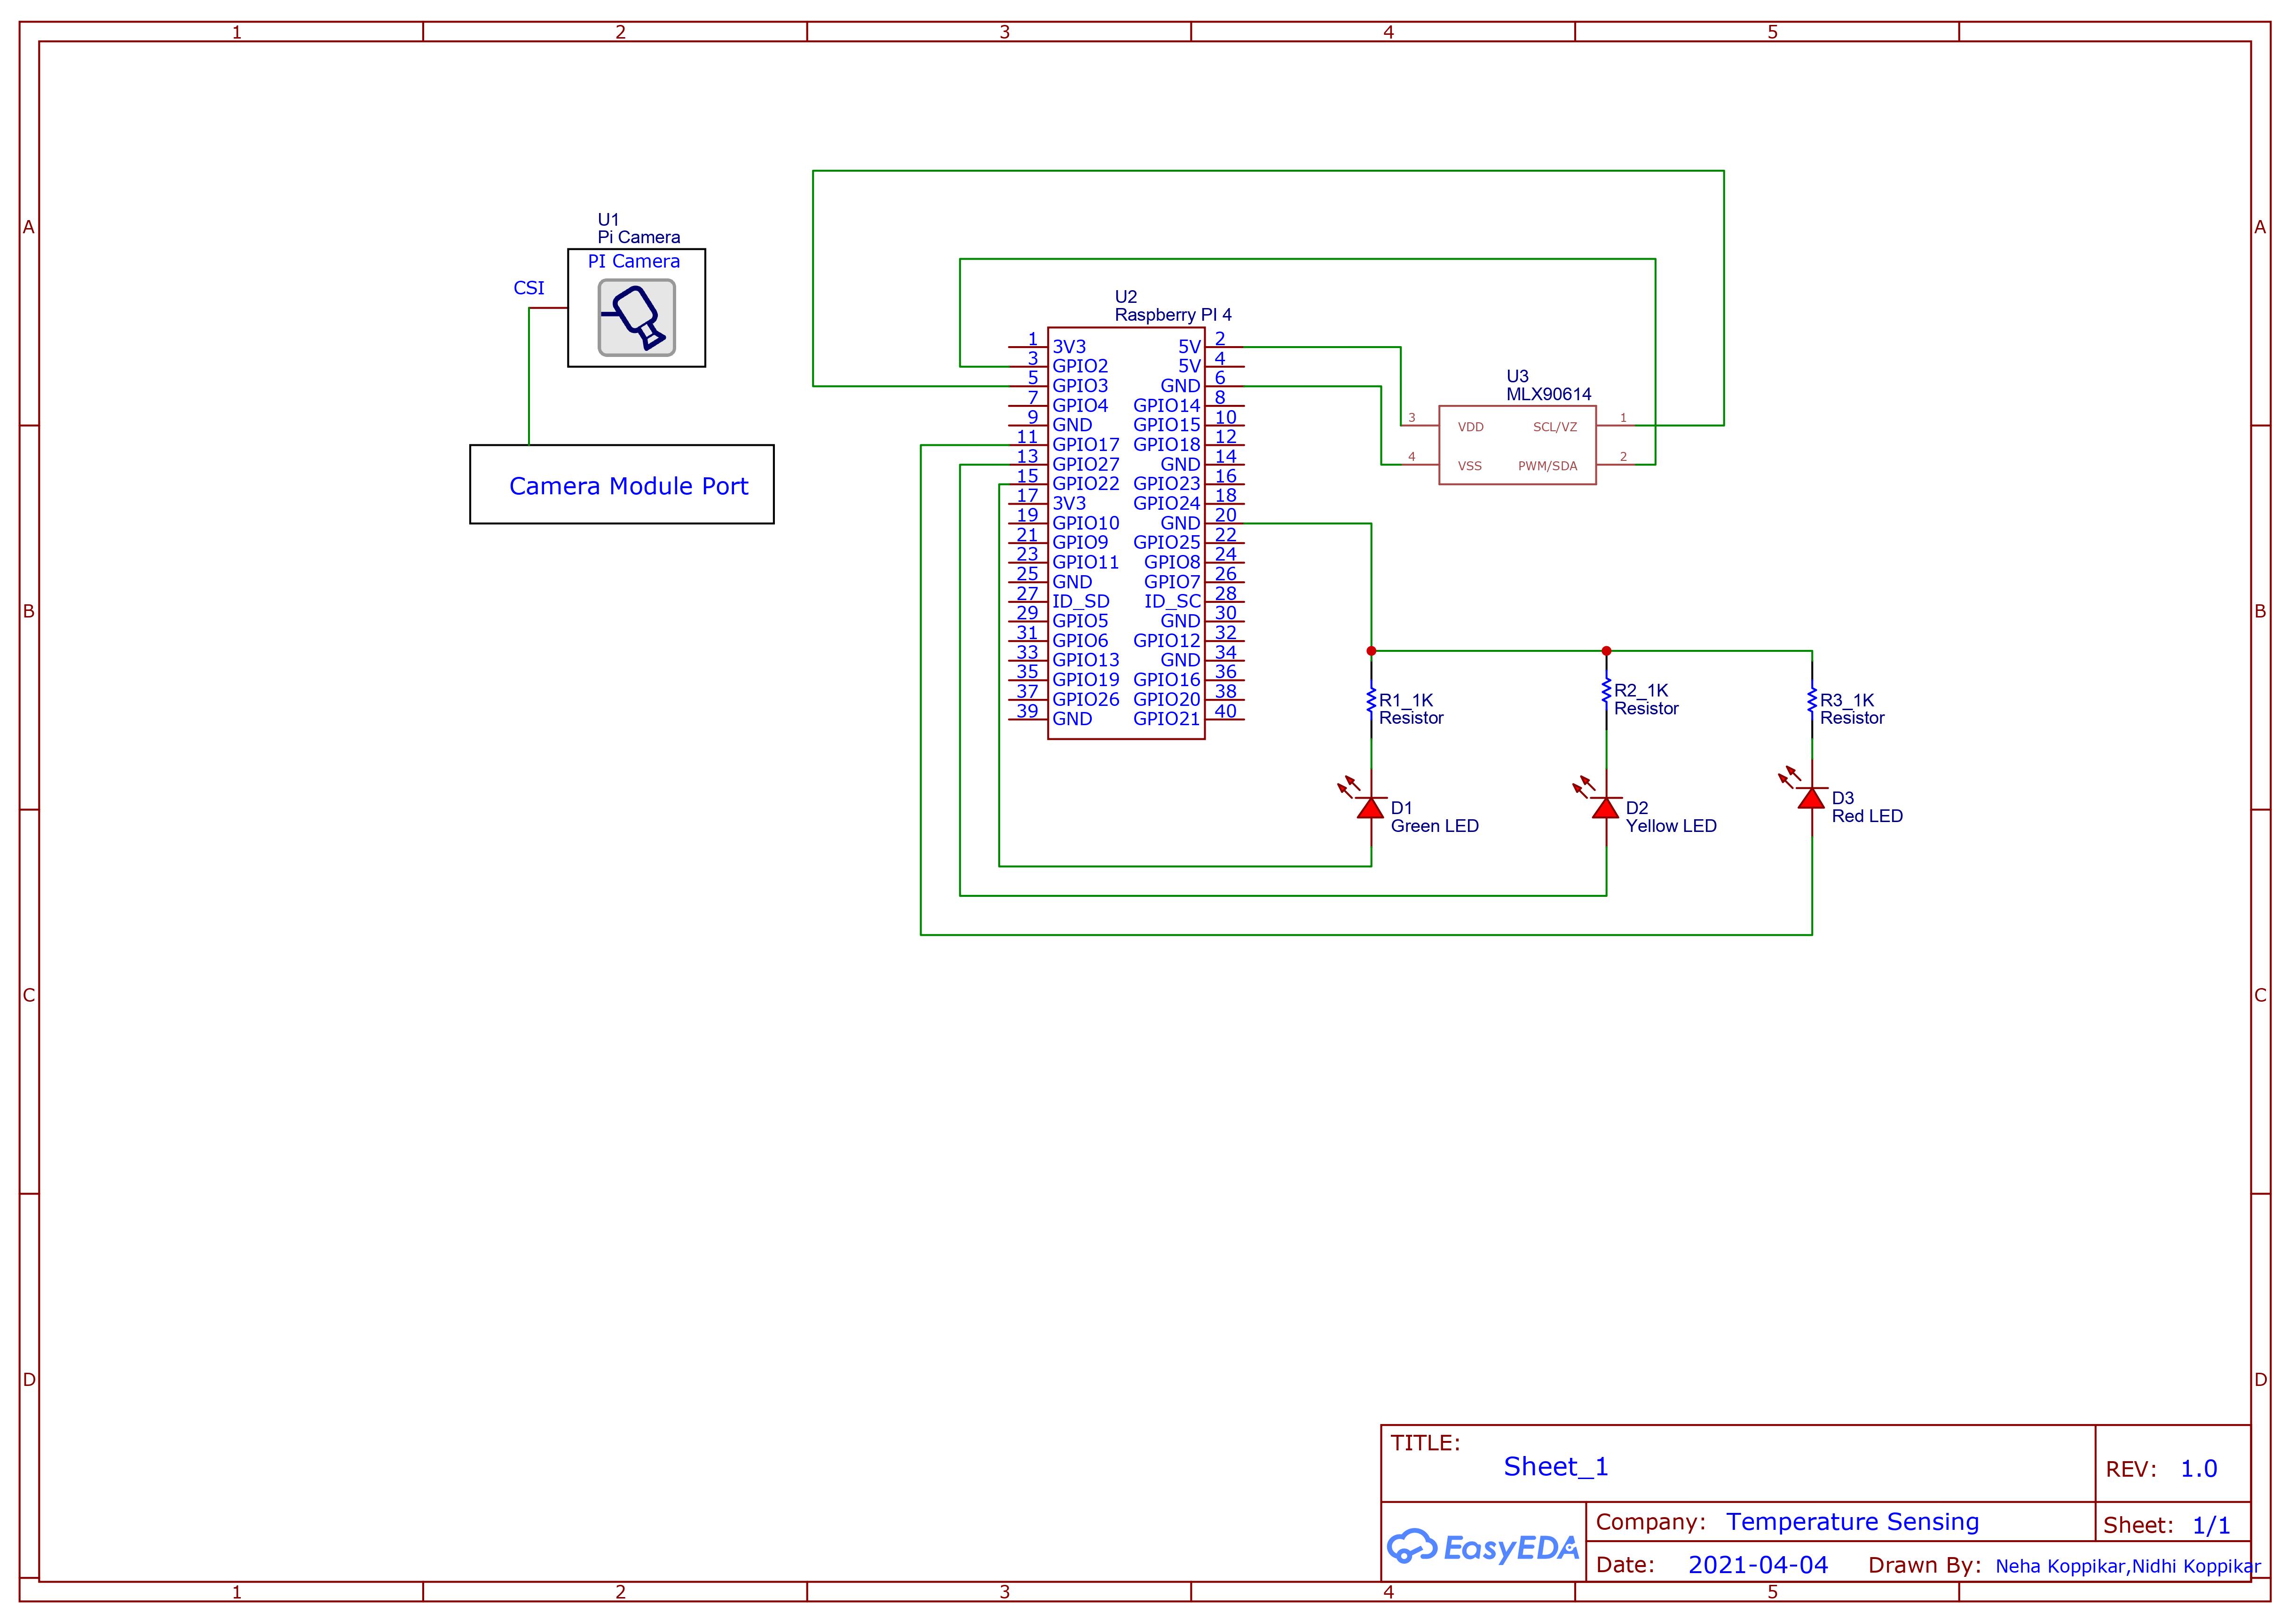 1 2 3 4 5
A A
U1
Pi Camera
PI Camera
CSI
Camera Module Port
U2
Raspberry PI 4
1 3V3 5V 2
3 GPIO2 5V 4
5 GPIO3 GND 6
7 GPIO4 GPIO14 8
9 GND GPIO15 10
11 GPIO17 GPIO18 12
13 GPIO27 GND 14
15 GPIO22 GPIO23 16
17 3V3 GPIO24 18
19 GPIO10 GND 20
21 GPIO9 GPIO25 22
23 GPIO11 GPIO8 24
25 GND GPIO7 26
27 ID_SD ID_SC 28
29 GPIO5 GND 30
31 GPIO6 GPIO12 32
33 GPIO13 GND 34
35 GPIO19 GPIO16 36
37 GPIO26 GPIO20 38
39 GND GPIO21 40
U3
MLX90614
3 VDD SCL/VZ 1
4 VSS PWM/SDA 2
B B
R1_1K
Resistor
R2_1K
Resistor
R3_1K
Resistor
D1
Green LED
D2
Yellow LED
D3
Red LED
C C
D D
TITLE:
Sheet_1
REV: 1.0
EasyEDA
Company: Temperature Sensing
Sheet: 1/1
Date: 2021-04-04
Drawn By: Neha Koppikar,Nidhi Koppikar
1 2 3 4 5